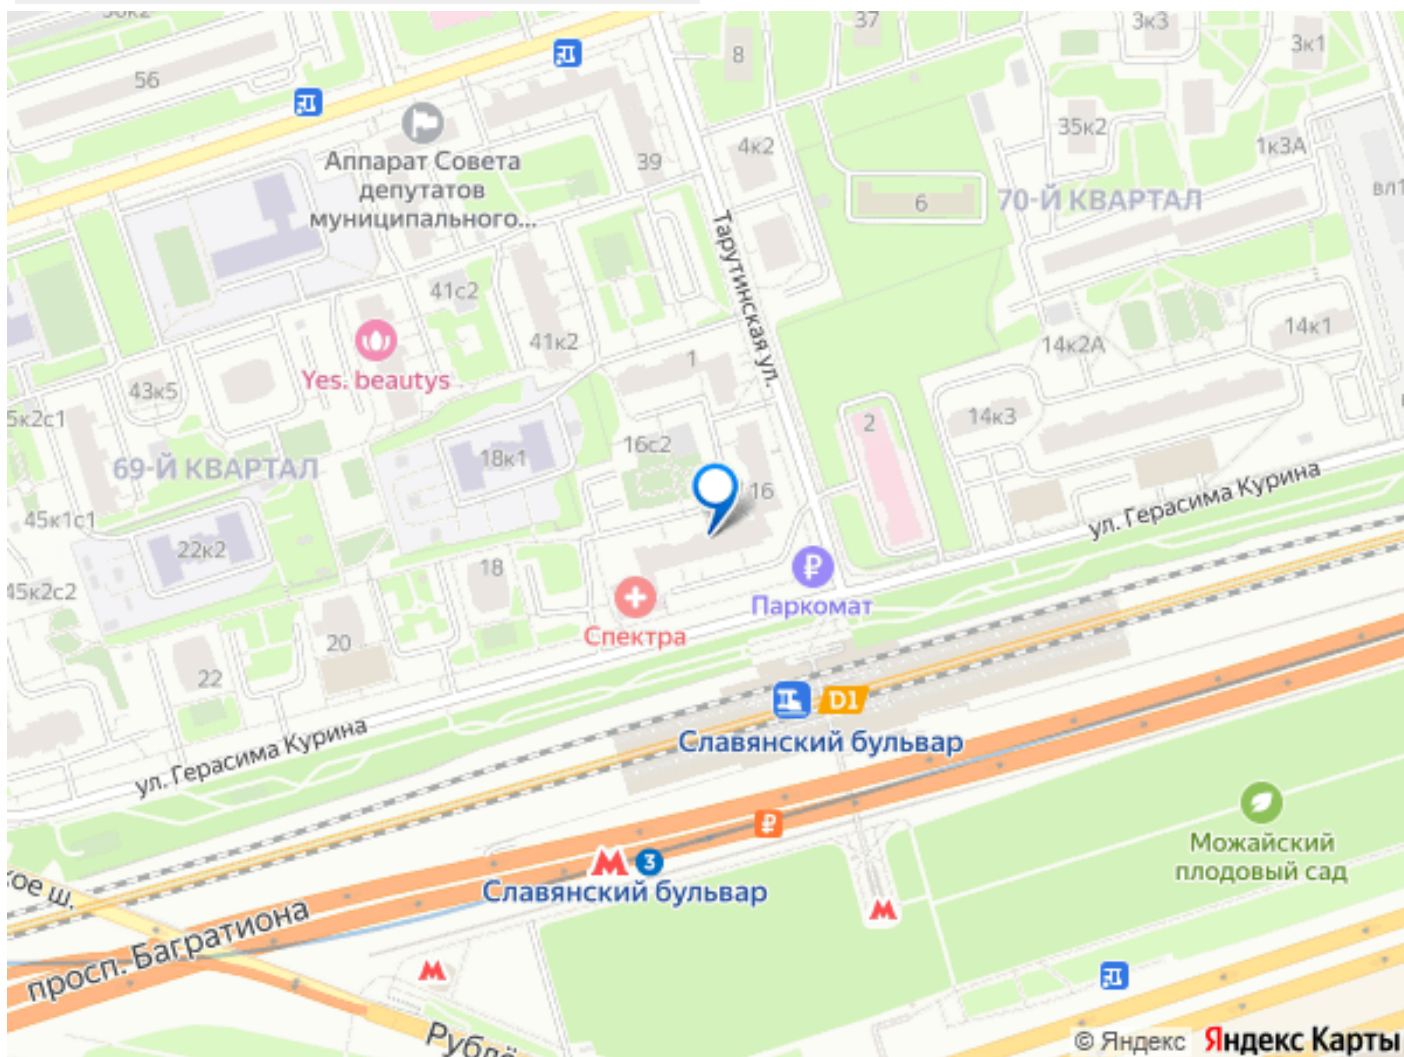 37
3к3
3к1
56
8
35к2
4к2
1к3А
39
Аппарат Совета
депутатов
муниципального...
6
70-Й КВАРТАЛ
Тарутинская ул.
41с2
41к2
14к1
14к2А
1
Yes. beautys
43к5
14к3
2
16с2
18к1
69-Й КВАРТАЛ
16
ул. Герасима Курина
45к1с1
22к2
18
45к2с2
Паркомат
Спектра
20
22
D1
Славянский бульвар
ул. Герасима Курина
Можайский
плодовый сад
3
Славянский бульвар
просп. Багратиона
© Яндекс Яндекс Карты